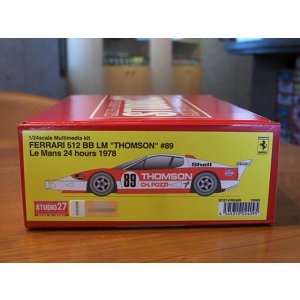 1/24scale Multimedia kit
FERRARI 512 BB LM "THOMSON" #89
Le Mans 24 hours 1978
Shell
89
THOMSON
CH. POZZI
STUDIO27
Ferrari